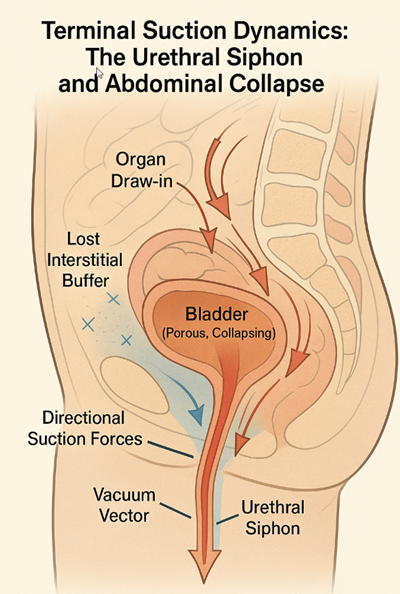 Terminal Suction Dynamics:
The Urethral Siphon
and Abdominal Collapse
Organ
Draw-in
Lost
Interstitial
Buffer
Bladder
(Porous, Collapsing)
Directional
Suction Forces
Vacuum
Vector
Urethral
Siphon